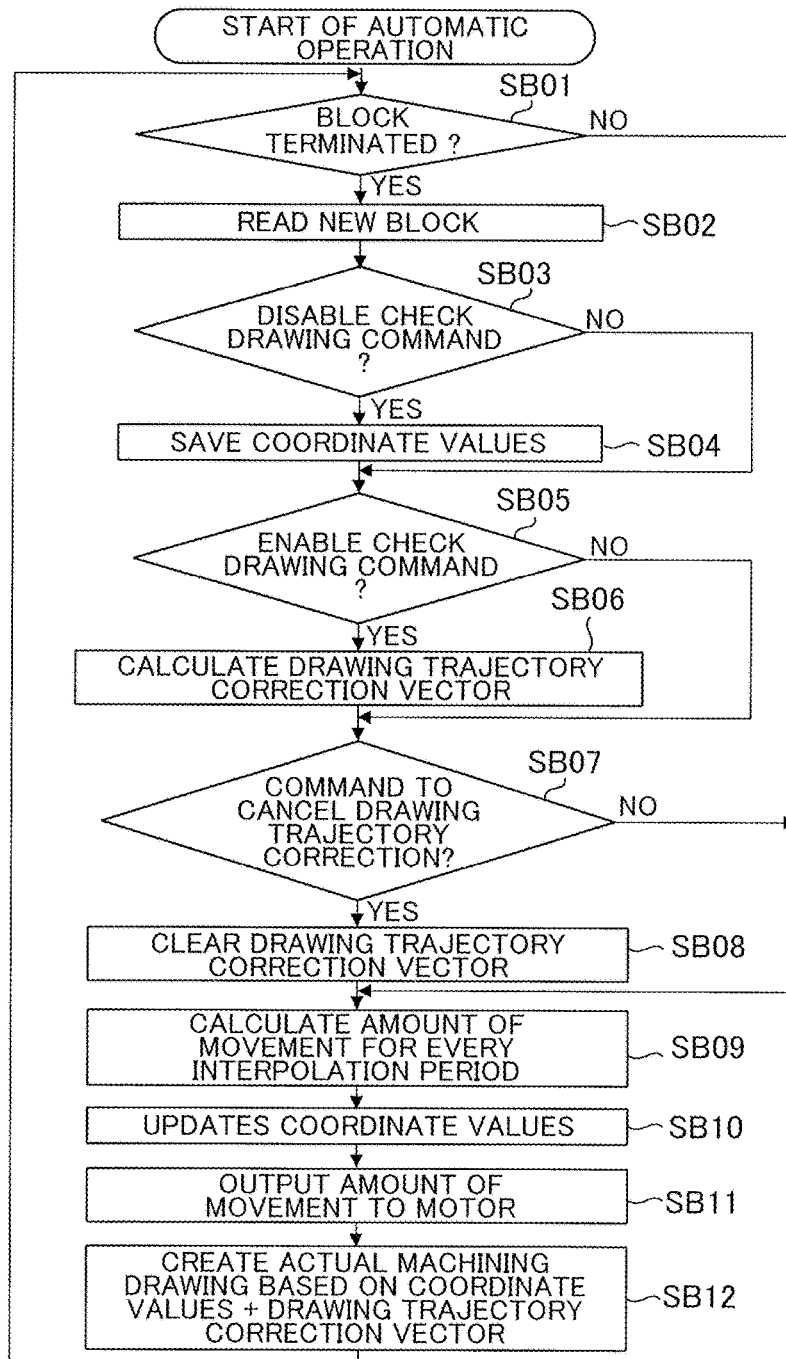 START OF AUTOMATIC
OPERATION
SB01
BLOCK
TERMINATED ?
NO
YES
READ NEW BLOCK
SB02
SB03
DISABLE CHECK
DRAWING COMMAND
?
NO
YES
SAVE COORDINATE VALUES
SB04
SB05
ENABLE CHECK
DRAWING COMMAND
?
NO
SB06
YES
CALCULATE DRAWING TRAJECTORY
CORRECTION VECTOR
SB07
COMMAND TO
CANCEL DRAWING
TRAJECTORY
CORRECTION?
NO
YES
CLEAR DRAWING TRAJECTORY
CORRECTION VECTOR
SB08
CALCULATE AMOUNT OF
MOVEMENT FOR EVERY
INTERPOLATION PERIOD
SB09
UPDATES COORDINATE VALUES
SB10
OUTPUT AMOUNT OF
MOVEMENT TO MOTOR
SB11
CREATE ACTUAL MACHINING
DRAWING BASED ON COORDINATE
VALUES + DRAWING TRAJECTORY
CORRECTION VECTOR
SB12